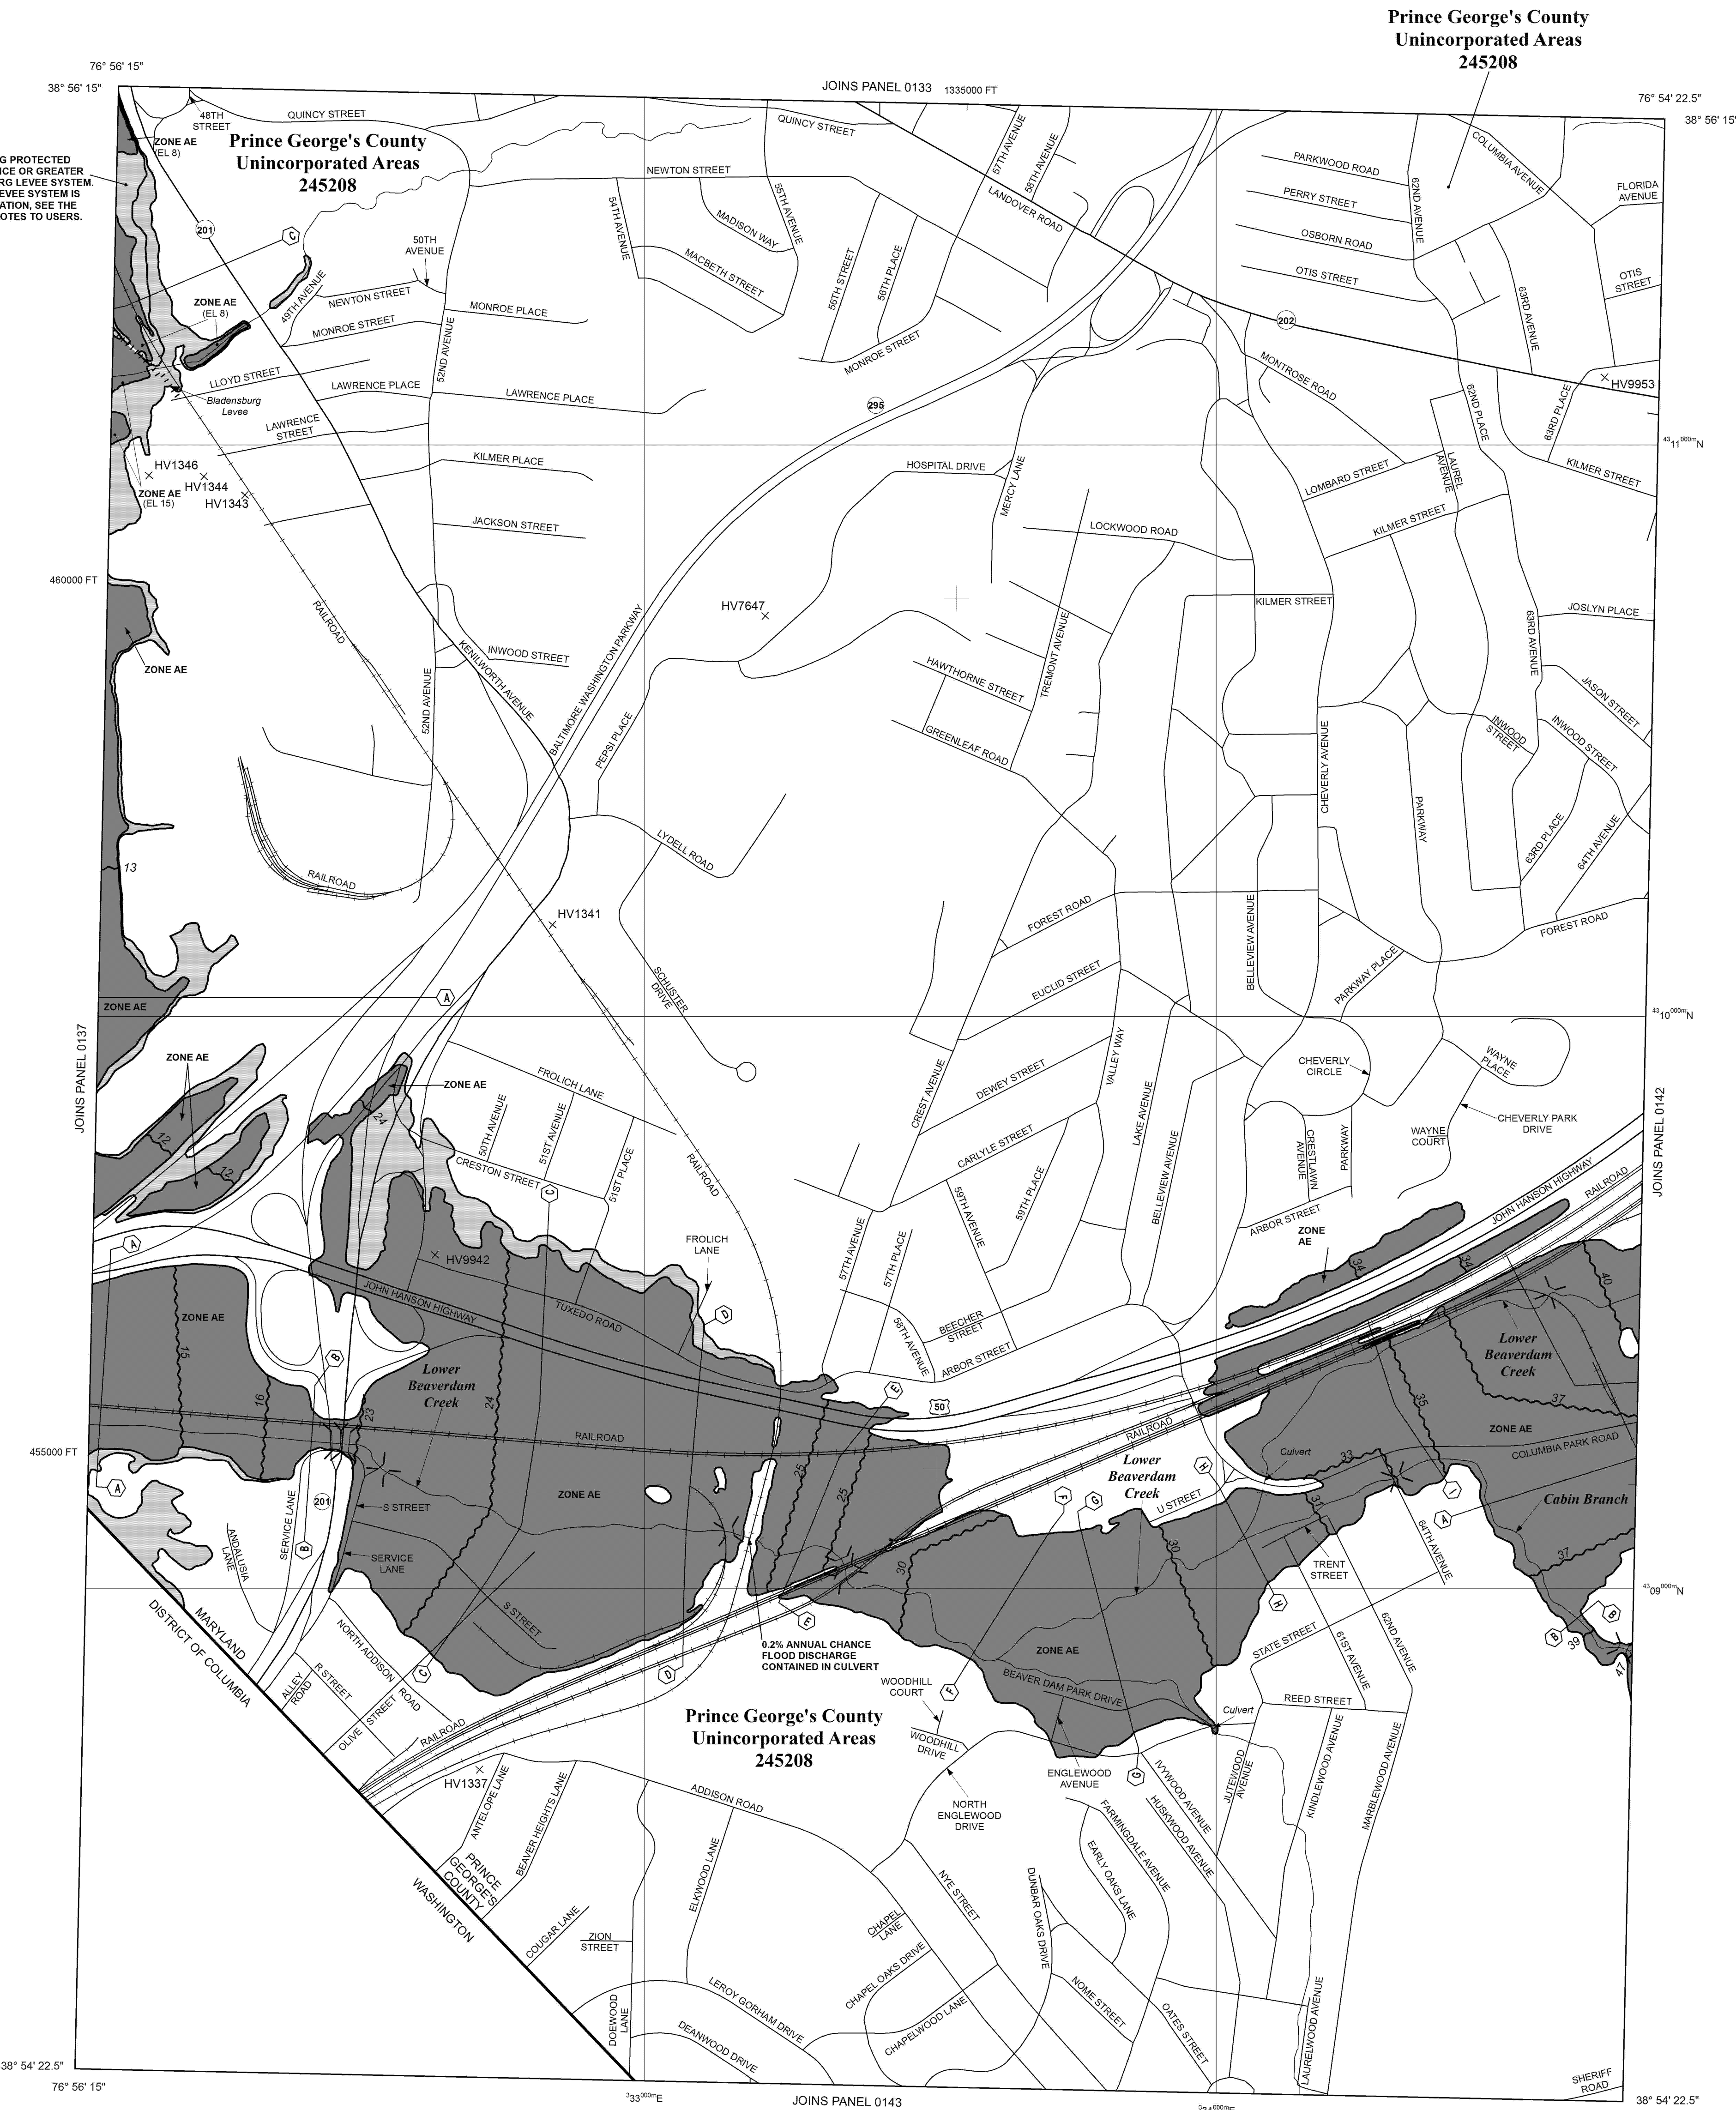 Prince George's County
Unincorporated Areas
245208
76° 56' 15"
38° 56' 15"
JOINS PANEL 0133
1335000 FT
76° 54' 22.5"
38° 56' 15"
48TH
STREET
QUINCY STREET
ZONE AE
(EL 8)
Prince George's County
Unincorporated Areas
245208
G PROTECTED
NCE OR GREATER
RG LEVEE SYSTEM.
EVEE SYSTEM IS
ATION, SEE THE
OTES TO USERS.
QUINCY STREET
NEWTON STREET
54TH AVENUE
MADISON WAY
55TH AVENUE
MACBETH STREET
56TH STREET
56TH PLACE
57TH AVENUE
58TH AVENUE
LANDOVER ROAD
PARKWOOD ROAD
PERRY STREET
OSBORN ROAD
OTIS STREET
62ND AVENUE
COLUMBIA AVENUE
FLORIDA
AVENUE
OTIS
STREET
63RD AVENUE
201
C
50TH
AVENUE
ZONE AE
(EL 8)
49TH AVENUE
NEWTON STREET
MONROE STREET
MONROE PLACE
52ND AVENUE
MONROE STREET
202
MONTROSE ROAD
HV9953
63RD PLACE
62ND PLACE
LLOYD STREET
Bladensburg
Levee
LAWRENCE PLACE
LAWRENCE PLACE
LAWRENCE
STREET
295
4311000mN
HV1346
HV1344
HV1343
ZONE AE
(EL 15)
KILMER PLACE
JACKSON STREET
HOSPITAL DRIVE
MERCY LANE
LOCKWOOD ROAD
LOMBARD STREET
LAUREL
AVENUE
KILMER STREET
KILMER STREET
460000 FT
RAILROAD
HV7647
KILMER STREET
JOSLYN PLACE
ZONE AE
INWOOD STREET
KENILWORTH AVENUE
52ND AVENUE
BALTIMORE WASHINGTON PARKWAY
PEPSI PLACE
HAWTHORNE STREET
TREMONT AVENUE
GREENLEAF ROAD
CHEVERLY AVENUE
63RD AVENUE
JASON STREET
INWOOD
STREET
INWOOD STREET
PARKWAY
63RD PLACE
64TH AVENUE
13
RAILROAD
LYDELL ROAD
HV1341
SCHUSTER
DRIVE
FOREST ROAD
EUCLID STREET
BELLEVIEW AVENUE
PARKWAY PLACE
FOREST ROAD
ZONE AE
A
4310000mN
JOINS PANEL 0137
ZONE AE
ZONE AE
24
12
12
FROLICH LANE
50TH AVENUE
51ST AVENUE
CRESTON STREET
51ST PLACE
RAILROAD
CREST AVENUE
DEWEY STREET
VALLEY WAY
CARLYLE STREET
LAKE AVENUE
BELLEVIEW AVENUE
CHEVERLY
CIRCLE
WAYNE
PLACE
CHEVERLY PARK
DRIVE
WAYNE
COURT
CRESTLAWN
AVENUE
PARKWAY
ARBOR STREET
JOINS PANEL 0142
JOHN HANSON HIGHWAY
RAILROAD
ZONE
AE
34
34
40
A
C
HV9942
FROLICH
LANE
57TH AVENUE
57TH PLACE
59TH AVENUE
59TH PLACE
58TH AVENUE
BEECHER
STREET
ARBOR STREET
JOHN HANSON HIGHWAY
TUXEDO ROAD
D
ZONE AE
15
16
B
23
24
Lower
Beaverdam
Creek
E
50
Lower
Beaverdam
Creek
37
35
ZONE AE
COLUMBIA PARK ROAD
455000 FT
RAILROAD
RAILROAD
25
25
Lower
Beaverdam
Creek
H
Culvert
33
31
I
A
Cabin Branch
A
201
S STREET
ZONE AE
F
G
U STREET
30
30
TRENT
STREET
64TH AVENUE
37
SERVICE LANE
ANDALUSIA
LANE
B
SERVICE
LANE
4309000mN
S STREET
E
H
B
B
39
47
MARYLAND
DISTRICT OF COLUMBIA
NORTH ADDISON
ROAD
R STREET
ALLEY
ROAD
OLIVE STREET
RAILROAD
C
D
0.2% ANNUAL CHANCE
FLOOD DISCHARGE
CONTAINED IN CULVERT
ZONE AE
STATE STREET
61ST AVENUE
62ND AVENUE
BEAVER DAM PARK DRIVE
REED STREET
Culvert
WOODHILL
COURT
WOODHILL
DRIVE
F
Prince George's County
Unincorporated Areas
245208
HV1337
ANTELOPE LANE
BEAVER HEIGHTS LANE
ADDISON ROAD
ELKWOOD LANE
NORTH
ENGLEWOOD
DRIVE
ENGLEWOOD
AVENUE
G
IVYWOOD AVENUE
HUSKWOOD AVENUE
JUTEWOOD
AVENUE
KINDLEWOOD AVENUE
MARBLEWOOD AVENUE
FARMINGDALE AVENUE
EARLY OAKS LANE
DUNBAR OAKS DRIVE
NYE STREET
CHAPEL
LANE
CHAPEL OAKS DRIVE
CHAPELWOOD LANE
NOME STREET
OATES STREET
LAURELWOOD AVENUE
PRINCE
GEORGE'S
COUNTY
WASHINGTON
COUGAR LANE
ZION
STREET
DOEWOOD
LANE
LEROY GORHAM DRIVE
DEANWOOD DRIVE
SHERIFF
ROAD
38° 54' 22.5"
76° 56' 15"
333000mE
JOINS PANEL 0143
334000mE
38° 54' 22.5"